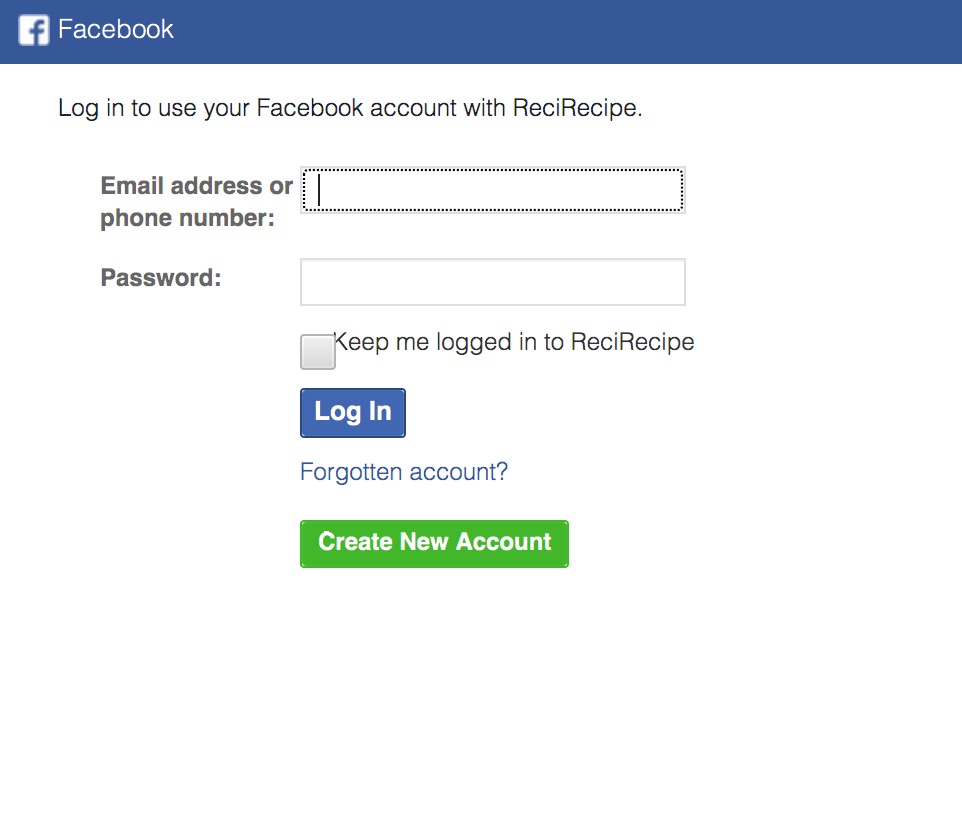 Facebook
Log in to use your Facebook account with ReciRecipe.
Email address or
phone number:
Password:
Keep me logged in to ReciRecipe
Log In
Forgotten account?
Create New Account